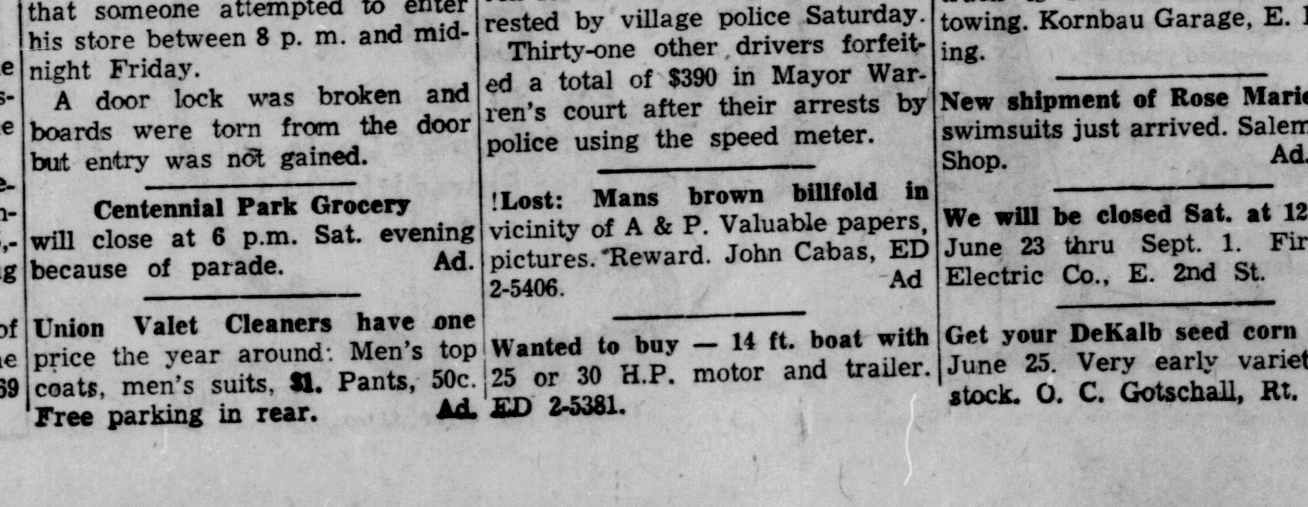 that someone attempted to enter
his store between 8 p. m. and mid-
night Friday.
A door lock was broken and
boards were torn from the door
but entry was not gained.
Centennial Park Grocery
will close at 6 p.m. Sat. evening
because of parade. Ad.
Union Valet Cleaners have one
price the year around: Men's top
coats, men's suits, $1. Pants, 50c.
Free parking in rear. Ad.
rested by village police Saturday.
Thirty-one other drivers forfeit-
ed a total of $390 in Mayor War-
ren's court after their arrests by
police using the speed meter.
!Lost: Mans brown billfold in
vicinity of A & P. Valuable papers,
pictures. Reward. John Cabas, ED
2-5406. Ad
Wanted to buy — 14 ft. boat with
25 or 30 H.P. motor and trailer.
ED 2-5381.
towing. Kornbau Garage, E.
ing.
New shipment of Rose Marie
swimsuits just arrived. Salem
Shop. Ad.
We will be closed Sat. at 12
June 23 thru Sept. 1. Fir
Electric Co., E. 2nd St.
Get your DeKalb seed corn
June 25. Very early variet
stock. O. C. Gotschall, Rt.